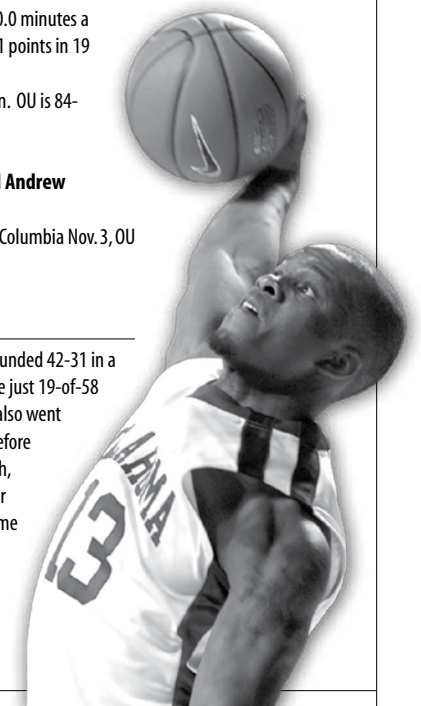 0.0 minutes a
1 points in 19
n. OU is 84-
l Andrew
Columbia Nov. 3, OU
unded 42-31 in a
e just 19-of-58
also went
efore
h,
r
me
LAHOMA
13